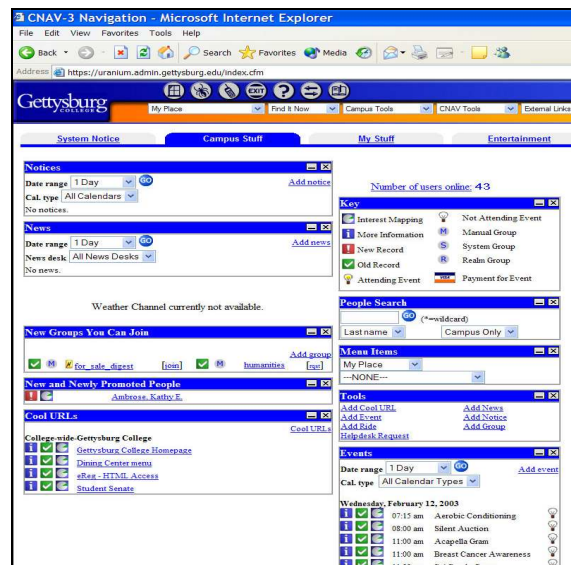 CNAV-3 Navigation - Microsoft Internet Explorer
File Edit View Favorites Tools Help
Back Search Favorites Media
Address https://uranium.admin.gettysburg.edu/index.cfm
EXIT
Gettysburg
COLLEGE
My Place Find It Now Campus Tools CNAV Tools External Links
System Notice Campus Stuff My Stuff Entertainment
Notices
Date range 1 Day GO Add notice
Cal. type All Calendars
No notices.
News
Date range 1 Day GO Add news
News desk All News Desks
No news.
Weather Channel currently not available.
New Groups You Can Join
Add group
M for_sale_digest [join] M humanities
New and Newly Promoted People
Ambrose, Kathy E.
Cool URLs
Cool URLs
College-wide-Gettysburg College
Gettysburg College Homepage
Dining Center menu
eReg - HTML Access
Student Senate
Number of users online: 43
Key
Interest Mapping Not Attending Event
More Information M Manual Group
New Record S System Group
Old Record R Realm Group
Attending Event VISA Payment for Event
People Search
GO (*=wildcard)
Last name Campus Only
Menu Items
My Place
---NONE---
Tools
Add Cool URL Add News
Add Event Add Notice
Add Ride Add Group
Helpdesk Request
Events
Date range 1 Day GO Add event
Cal. type All Calendar Types
Wednesday, February 12, 2003
07:15 am Aerobic Conditioning
08:00 am Silent Auction
11:00 am Acapella Gram
11:00 am Breast Cancer Awareness